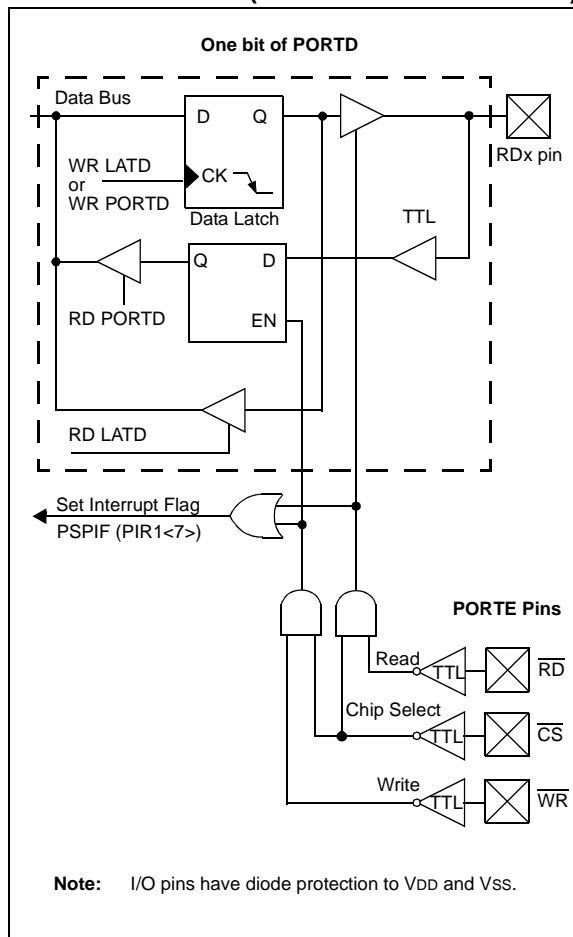 One bit of PORTD
Data Bus
D Q
RDx pin
WR LATD
or
WR PORTD
CK
Data Latch
TTL
Q D
RD PORTD
EN
RD LATD
Set Interrupt Flag
PSPIF (PIR1<7>)
PORTE Pins
Read
TTL
RD
Chip Select
TTL
CS
Write
TTL
WR
Note: I/O pins have diode protection to VDD and VSS.